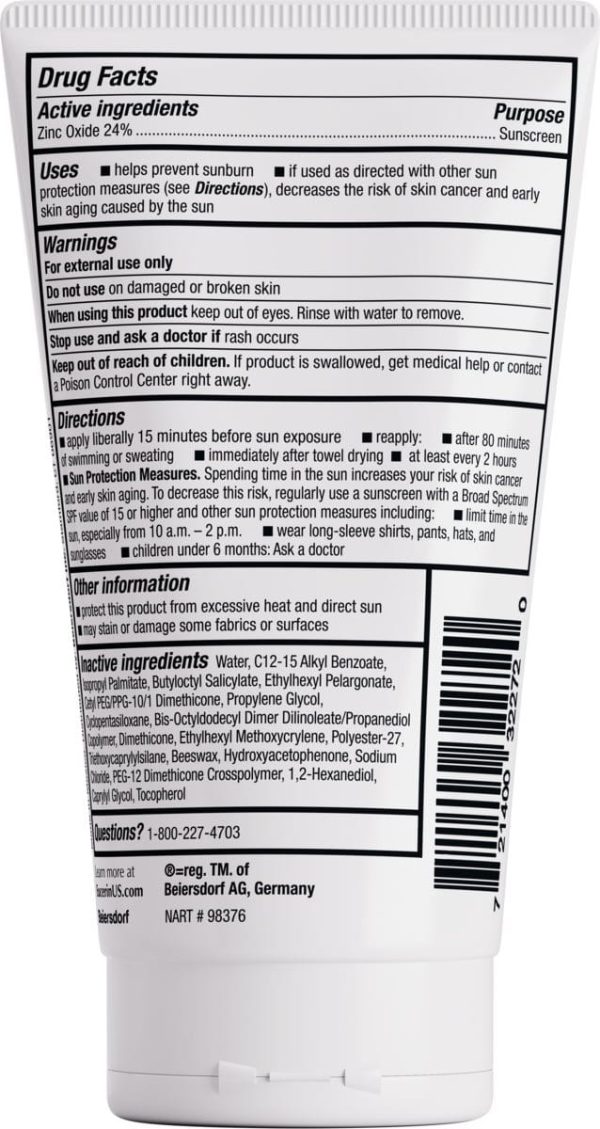 Drug Facts
Active ingredients Purpose
Zinc Oxide 24% ........................................................ Sunscreen
Uses ■ helps prevent sunburn ■ if used as directed with other sun
protection measures (see Directions), decreases the risk of skin cancer and early
skin aging caused by the sun
Warnings
For external use only
Do not use on damaged or broken skin
When using this product keep out of eyes. Rinse with water to remove.
Stop use and ask a doctor if rash occurs
Keep out of reach of children. If product is swallowed, get medical help or contact
a Poison Control Center right away.
Directions
■ apply liberally 15 minutes before sun exposure ■ reapply: ■ after 80 minutes
of swimming or sweating ■ immediately after towel drying ■ at least every 2 hours
■ Sun Protection Measures. Spending time in the sun increases your risk of skin cancer
and early skin aging. To decrease this risk, regularly use a sunscreen with a Broad Spectrum
SPF value of 15 or higher and other sun protection measures including: ■ limit time in the
sun, especially from 10 a.m. – 2 p.m. ■ wear long-sleeve shirts, pants, hats, and
sunglasses ■ children under 6 months: Ask a doctor
Other information
■ protect this product from excessive heat and direct sun
■ may stain or damage some fabrics or surfaces
Inactive ingredients Water, C12-15 Alkyl Benzoate,
Isopropyl Palmitate, Butyloctyl Salicylate, Ethylhexyl Pelargonate,
Cetyl PEG/PPG-10/1 Dimethicone, Propylene Glycol,
Cyclopentasiloxane, Bis-Octyldodecyl Dimer Dilinoleate/Propanediol
Copolymer, Dimethicone, Ethylhexyl Methoxycrylene, Polyester-27,
Triethoxycaprylylsilane, Beeswax, Hydroxyacetophenone, Sodium
Chloride, PEG-12 Dimethicone Crosspolymer, 1,2-Hexanediol,
Caprylyl Glycol, Tocopherol
Questions? 1-800-227-4703
Learn more at
EucerinUS.com
Beiersdorf
®=reg. TM. of
Beiersdorf AG, Germany
NART # 98376
7 21400 32272 0